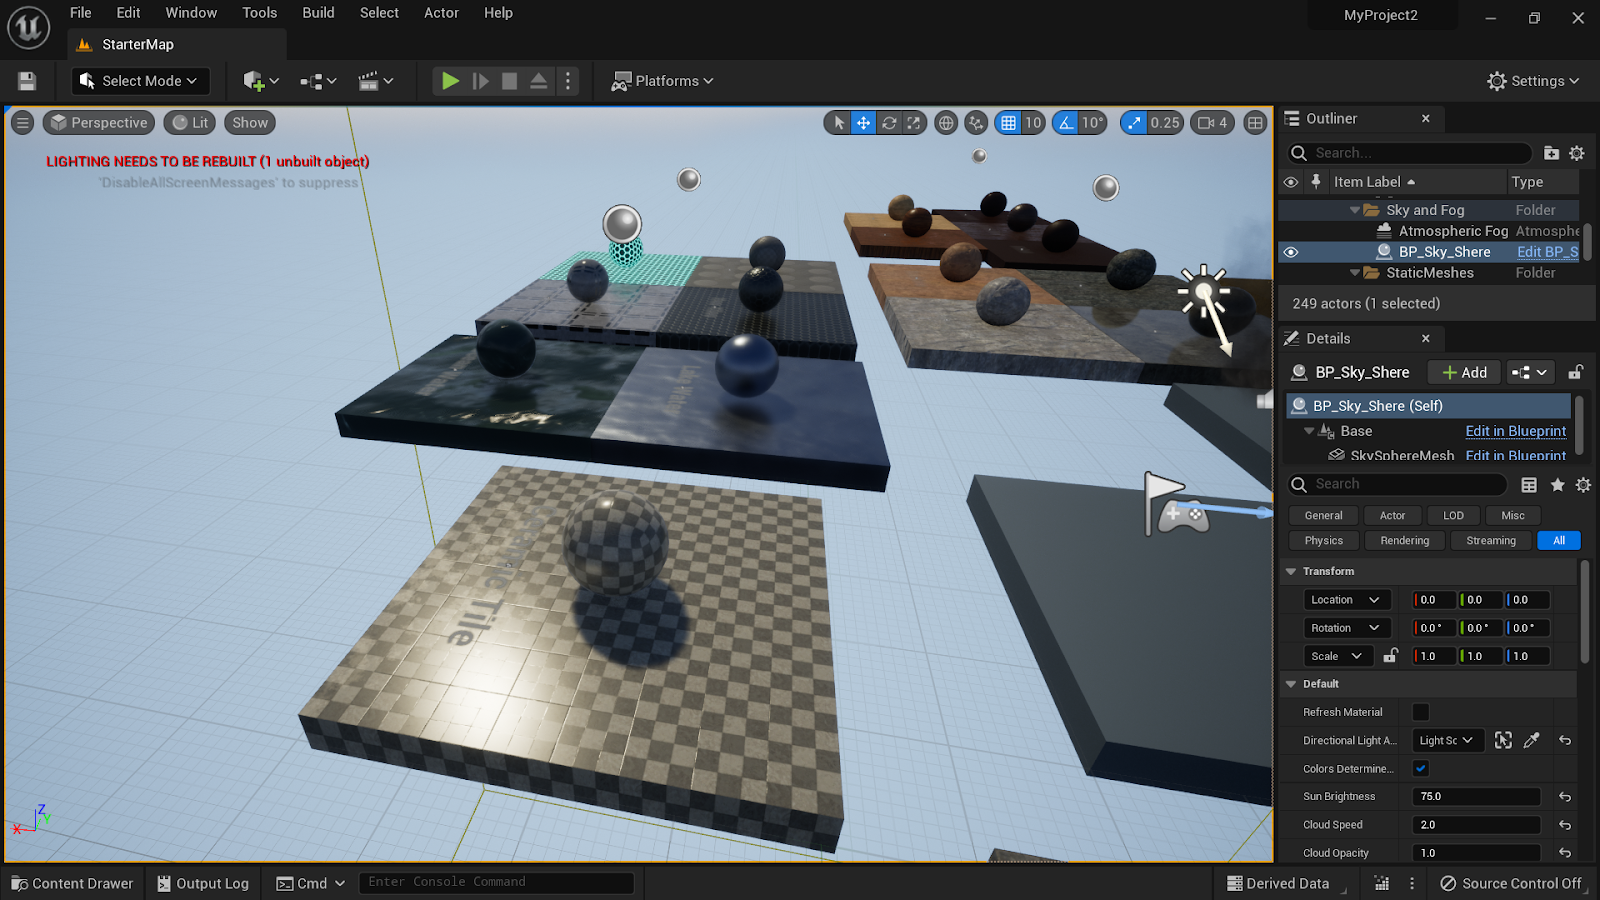 File Edit Window Tools Build Select Actor Help
MyProject2
StarterMap
Select Mode
Platforms
Settings
Perspective Lit Show
10 10° 0.25 4
LIGHTING NEEDS TO BE REBUILT (1 unbuilt object)
'DisableAllScreenMessages' to suppress
Tile
X Z Y
Outliner
Search...
Item Label Type
Sky and Fog Folder
Atmospheric Fog Atmosphe
BP_Sky_Shere Edit BP_S
StaticMeshes Folder
249 actors (1 selected)
Details
BP_Sky_Shere Add
BP_Sky_Shere (Self)
Base Edit in Blueprint
SkySphereMesh Edit in Blueprint
Search
General Actor LOD Misc
Physics Rendering Streaming All
Transform
Location 0.0 0.0 0.0
Rotation 0.0° 0.0° 0.0°
Scale 1.0 1.0 1.0
Default
Refresh Material
Directional Light A... Light Sc
Colors Determine...
Sun Brightness 75.0
Cloud Speed 2.0
Cloud Opacity 1.0
Content Drawer Output Log Cmd Enter Console Command Derived Data Source Control Off